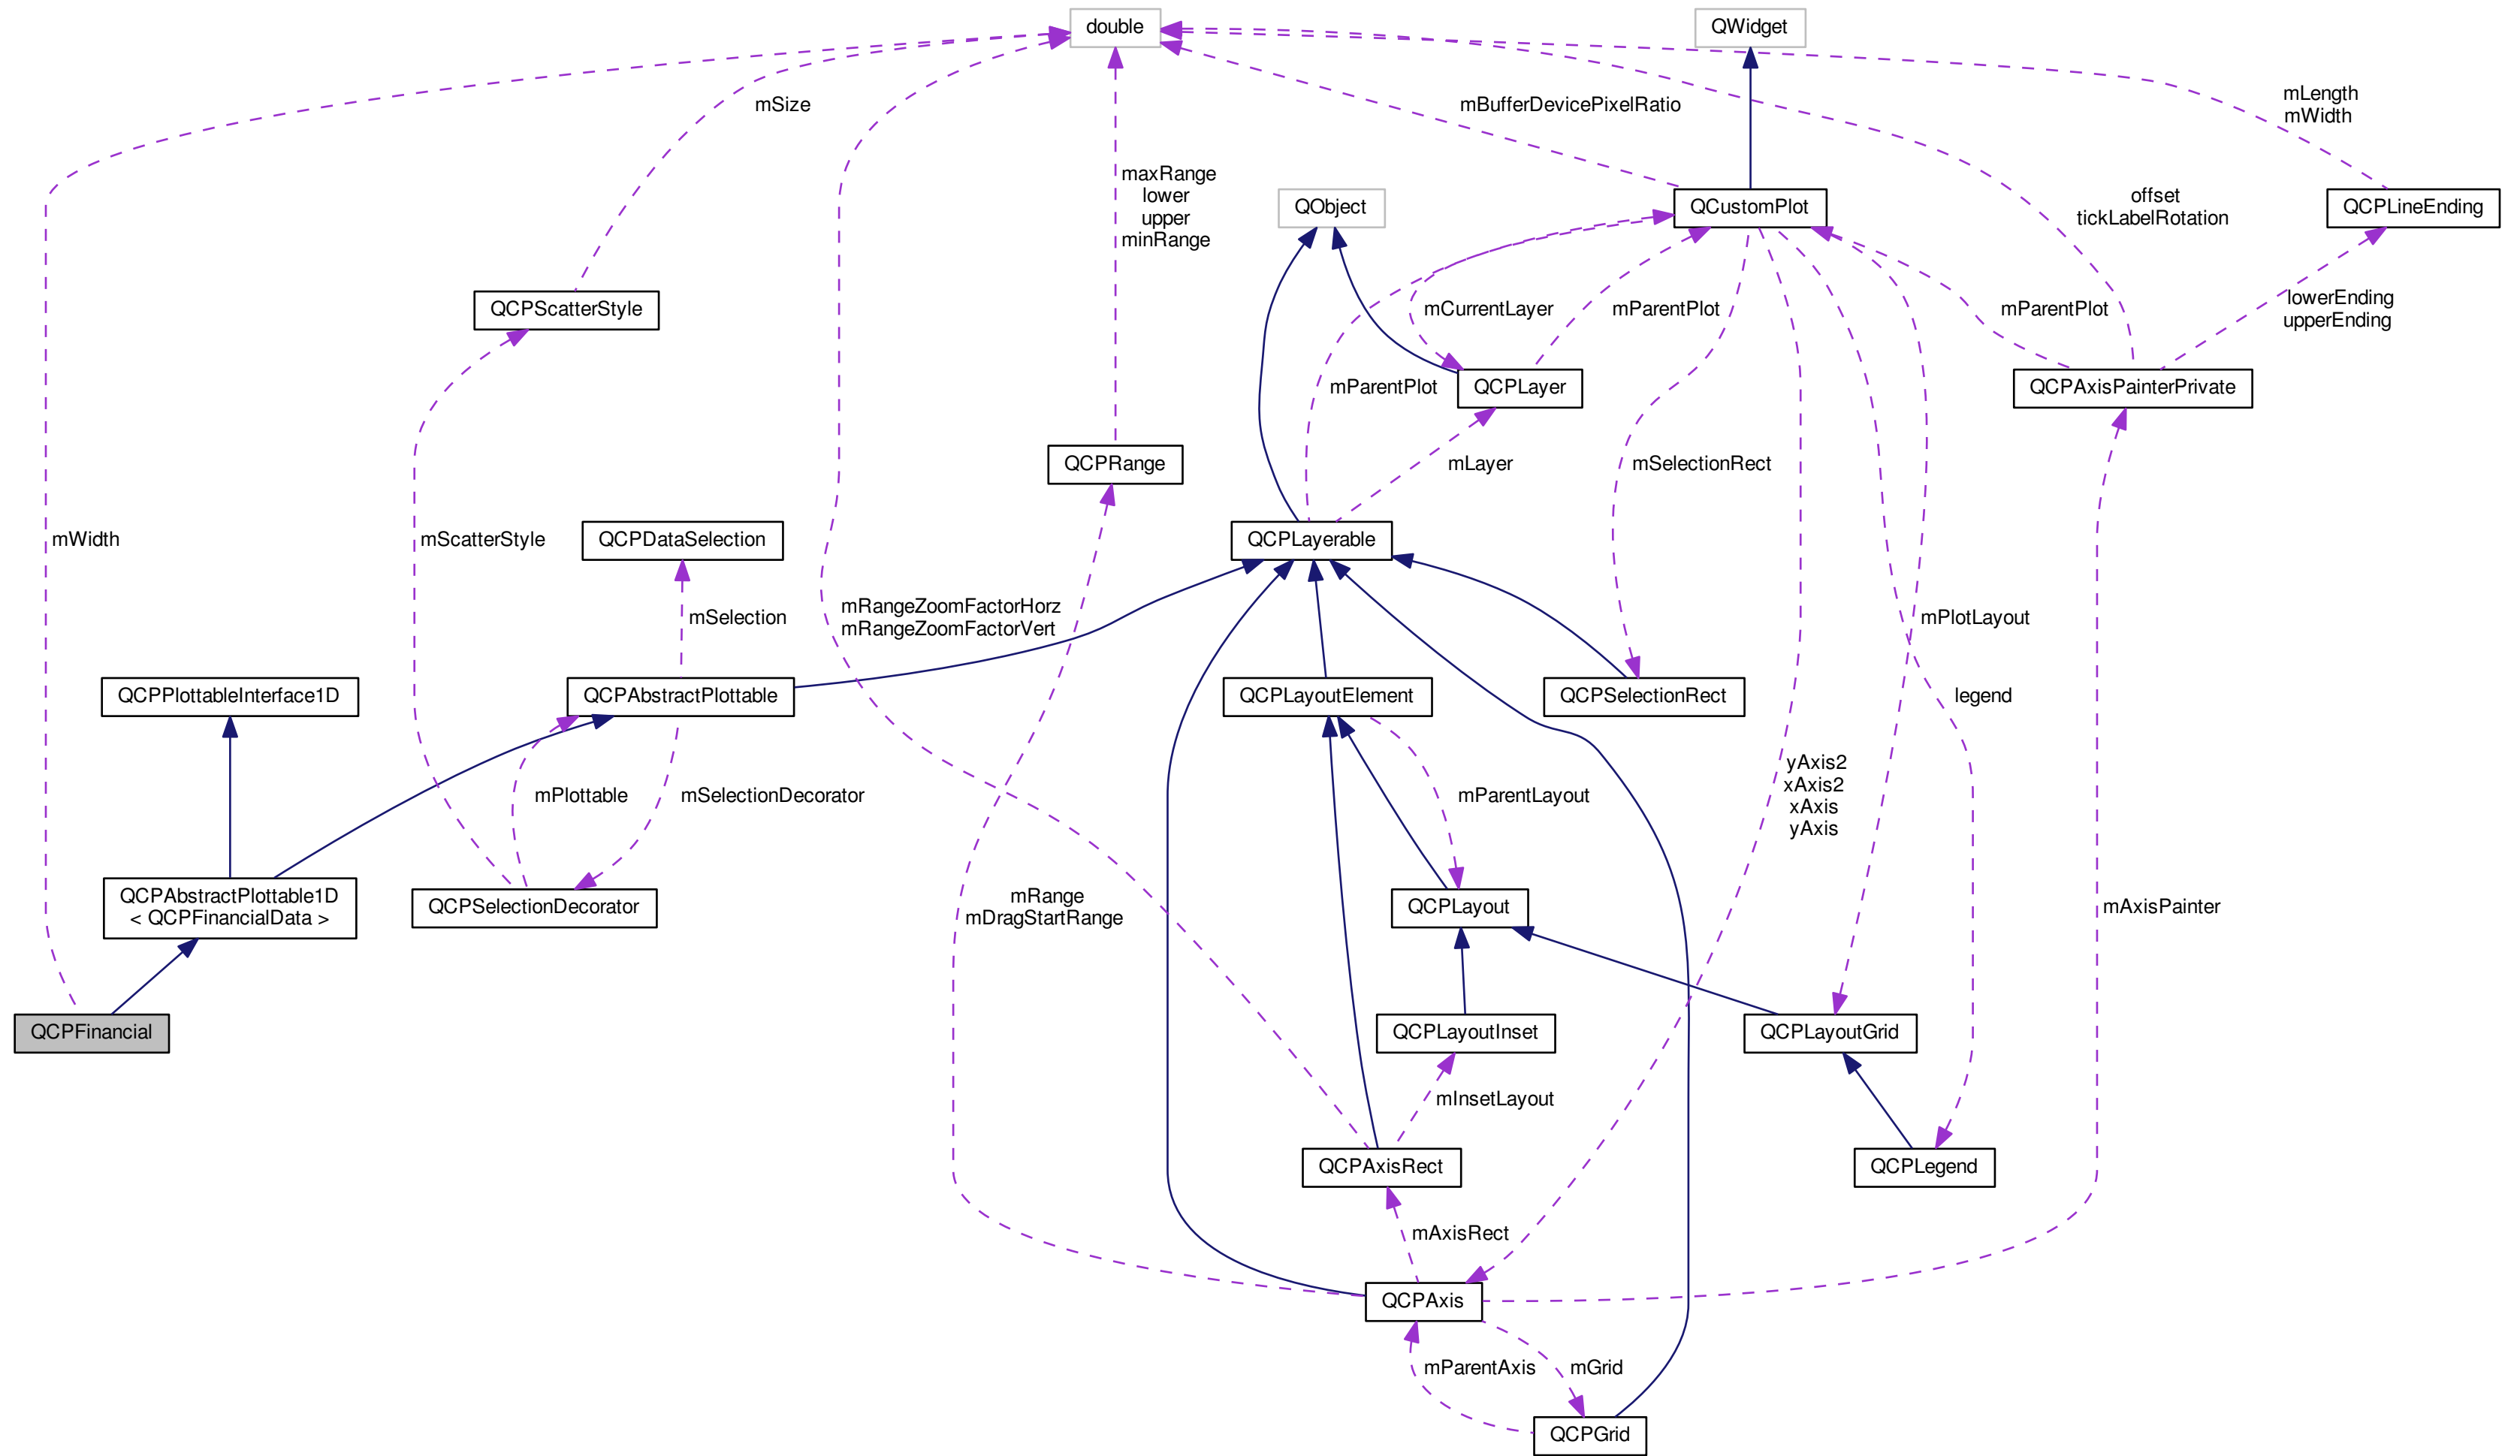 double
QWidget
mSize
mBufferDevicePixelRatio
mLength
mWidth
maxRange
lower
upper
minRange
QObject
QCustomPlot
offset
tickLabelRotation
QCPLineEnding
QCPScatterStyle
mCurrentLayer
mParentPlot
mParentPlot
lowerEnding
upperEnding
mParentPlot
QCPLayer
QCPAxisPainterPrivate
QCPRange
mLayer
mSelectionRect
mWidth
mScatterStyle
QCPDataSelection
QCPLayerable
mRangeZoomFactorHorz
mRangeZoomFactorVert
mSelection
mPlotLayout
QCPPlottableInterface1D
QCPAbstractPlottable
QCPLayoutElement
QCPSelectionRect
legend
yAxis2
xAxis2
xAxis
yAxis
mPlottable
mSelectionDecorator
mParentLayout
QCPAbstractPlottable1D
< QCPFinancialData >
QCPSelectionDecorator
mRange
mDragStartRange
QCPLayout
mAxisPainter
QCPFinancial
QCPLayoutInset
QCPLayoutGrid
mInsetLayout
QCPAxisRect
QCPLegend
mAxisRect
QCPAxis
mParentAxis
mGrid
QCPGrid